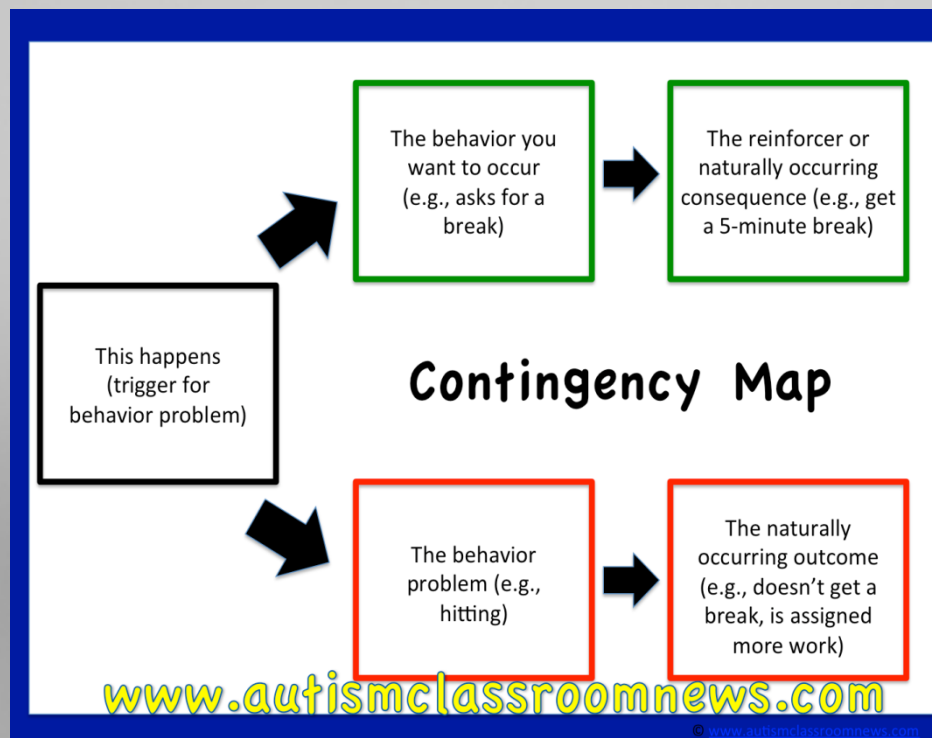 The behavior you
want to occur
(e.g., asks for a
break)
The reinforcer or
naturally occurring
consequence (e.g., get
a 5-minute break)
This happens
(trigger for
behavior problem)
Contingency Map
The behavior
problem (e.g.,
hitting)
The naturally
occurring outcome
(e.g., doesn’t get a
break, is assigned
more work)
www.autismclassroomnews.com
© www.autismclassroomnews.com